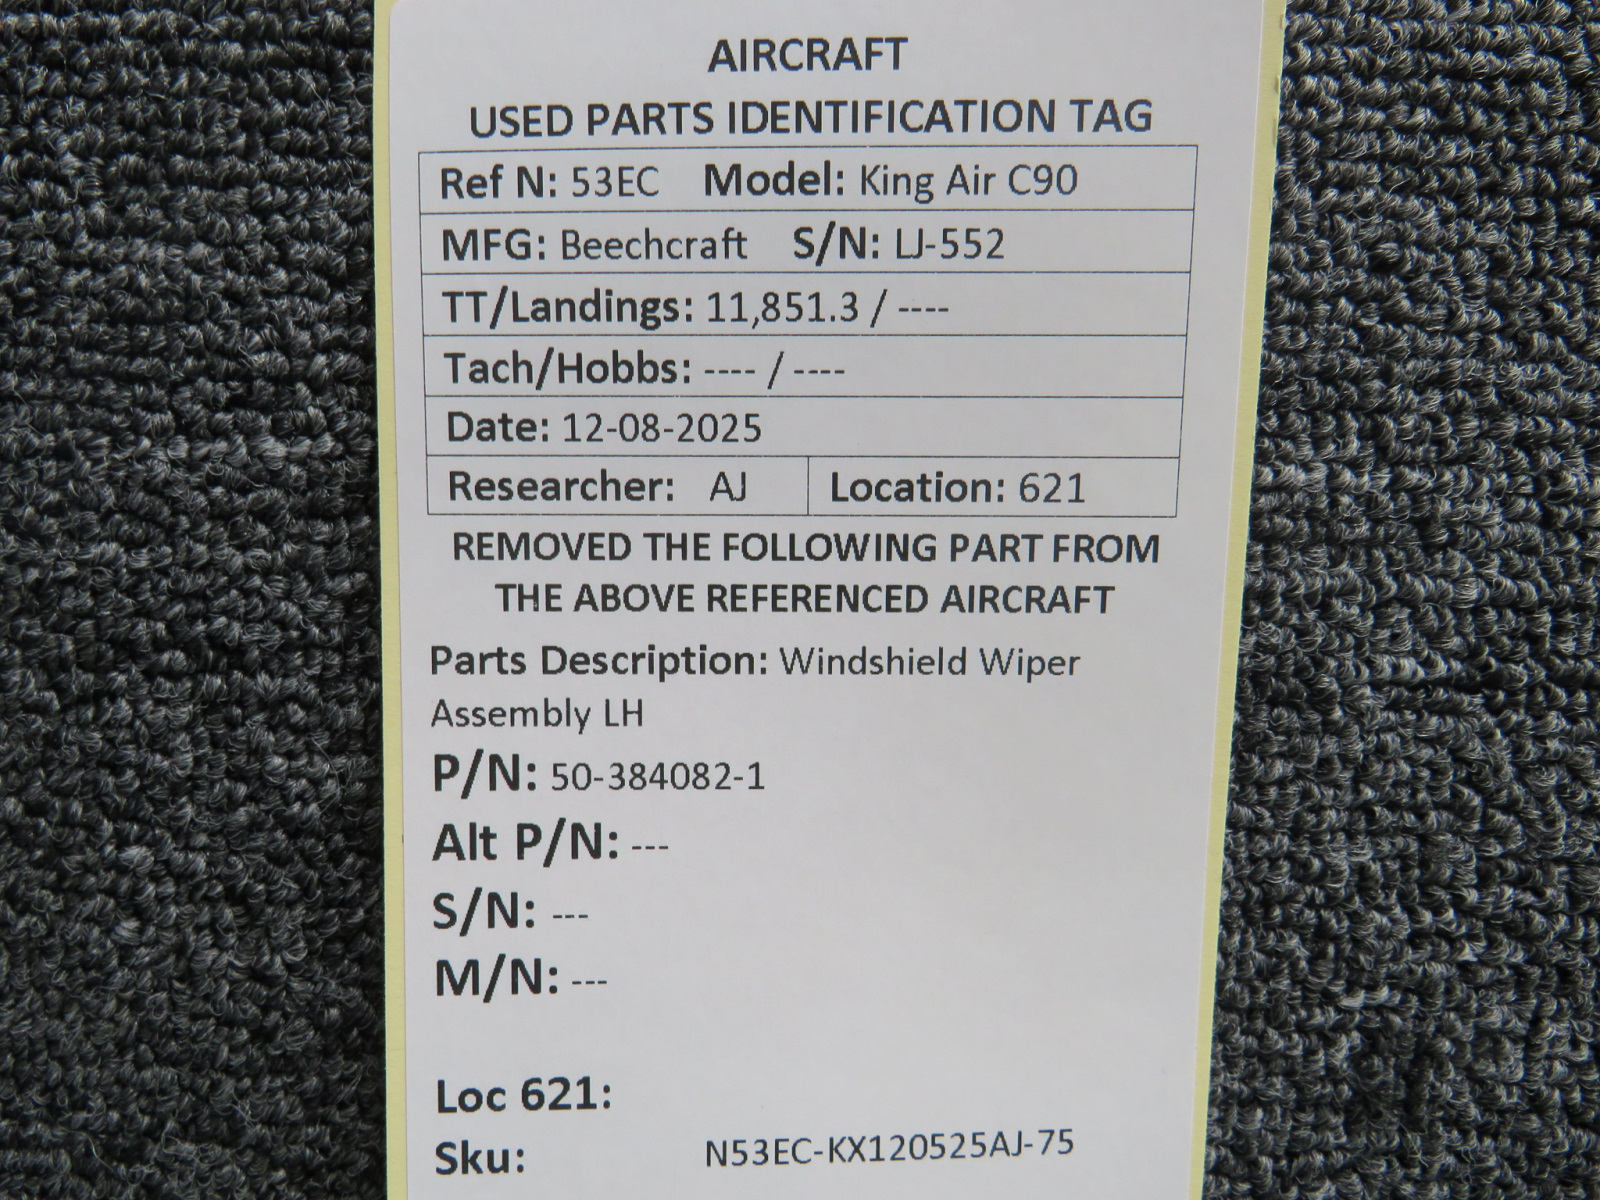 AIRCRAFT
USED PARTS IDENTIFICATION TAG
Ref N: 53EC Model: King Air C90
MFG: Beechcraft S/N: LJ-552
TT/Landings: 11,851.3 / ----
Tach/Hobbs: ---- / ----
Date: 12-08-2025
Researcher: AJ Location: 621
REMOVED THE FOLLOWING PART FROM
THE ABOVE REFERENCED AIRCRAFT
Parts Description: Windshield Wiper
Assembly LH
P/N: 50-384082-1
Alt P/N: ---
S/N: ---
M/N: ---
Loc 621:
Sku: N53EC-KX120525AJ-75